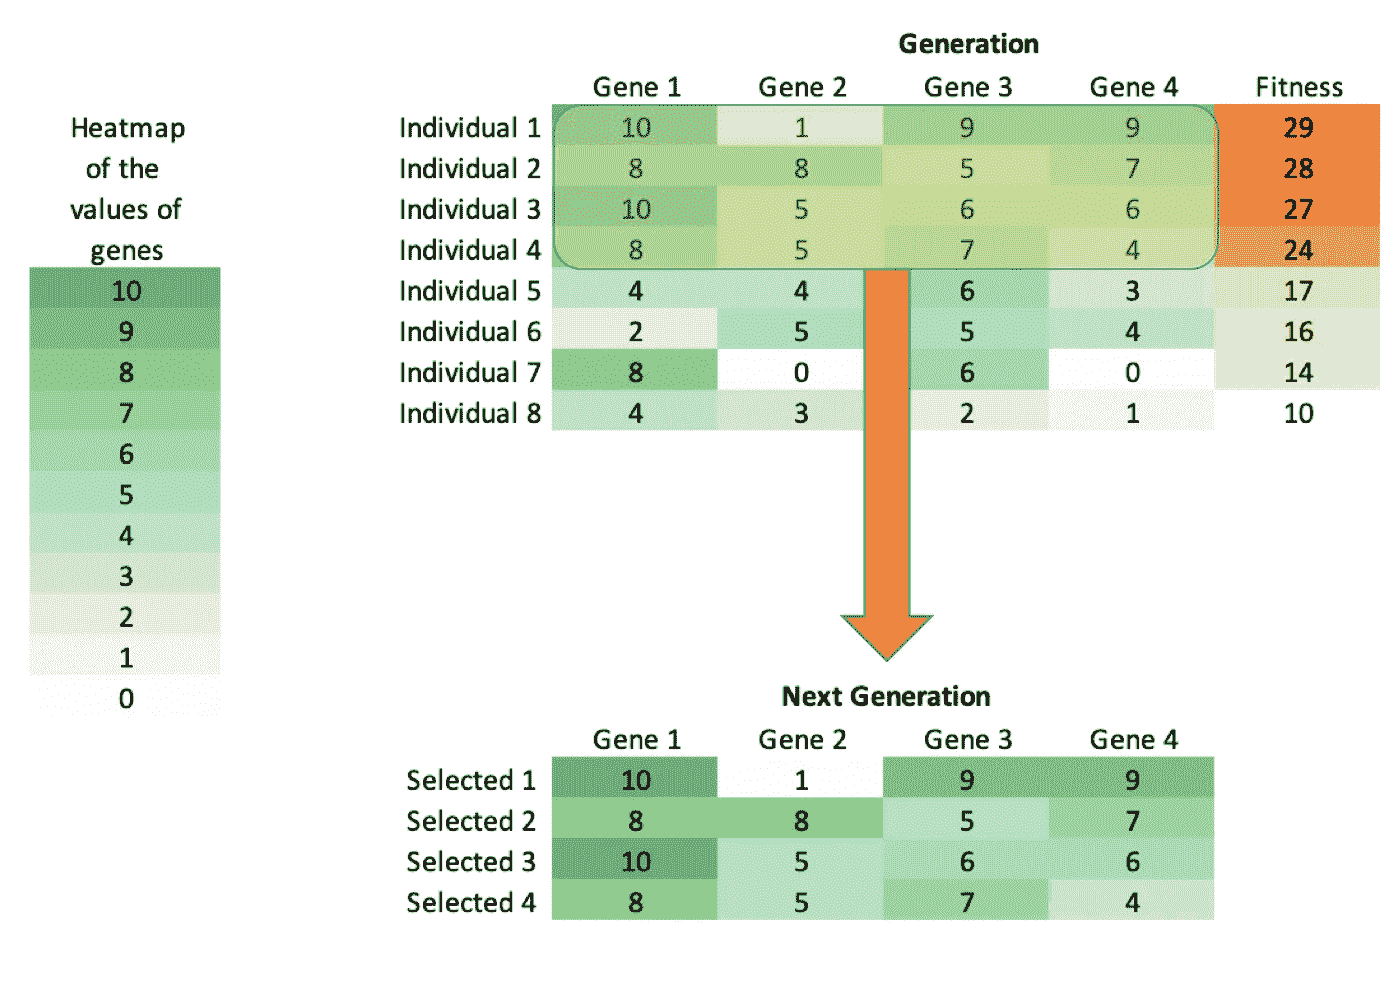 Generation
Gene 1 Gene 2 Gene 3 Gene 4 Fitness
Individual 1 10 1 9 9 29
Individual 2 8 8 5 7 28
Individual 3 10 5 6 6 27
Individual 4 8 5 7 4 24
Individual 5 4 4 6 3 17
Individual 6 2 5 5 4 16
Individual 7 8 0 6 0 14
Individual 8 4 3 2 1 10
Heatmap
of the
values of
genes
10
9
8
7
6
5
4
3
2
1
0
Next Generation
Gene 1 Gene 2 Gene 3 Gene 4
Selected 1 10 1 9 9
Selected 2 8 8 5 7
Selected 3 10 5 6 6
Selected 4 8 5 7 4